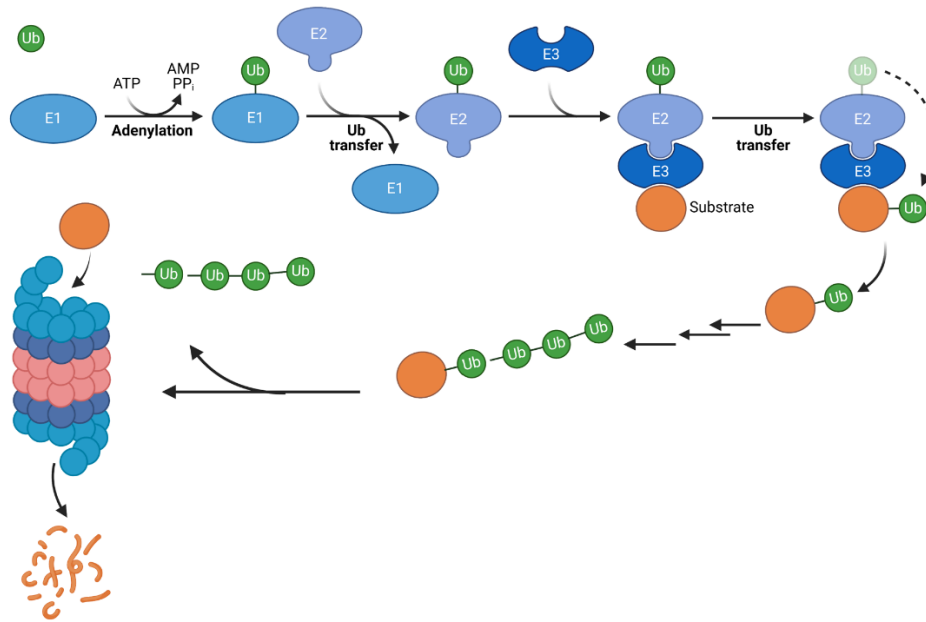 Ub
E2
Ub
Ub
Ub
Ub
AMP
PPi
ATP
E1
Adenylation
E1
Ub
transfer
E2
E3
E2
E3
Ub
transfer
E2
E3
E1
Substrate
Ub
Ub
Ub
Ub
Ub
Ub
Ub
Ub
Ub
Ub